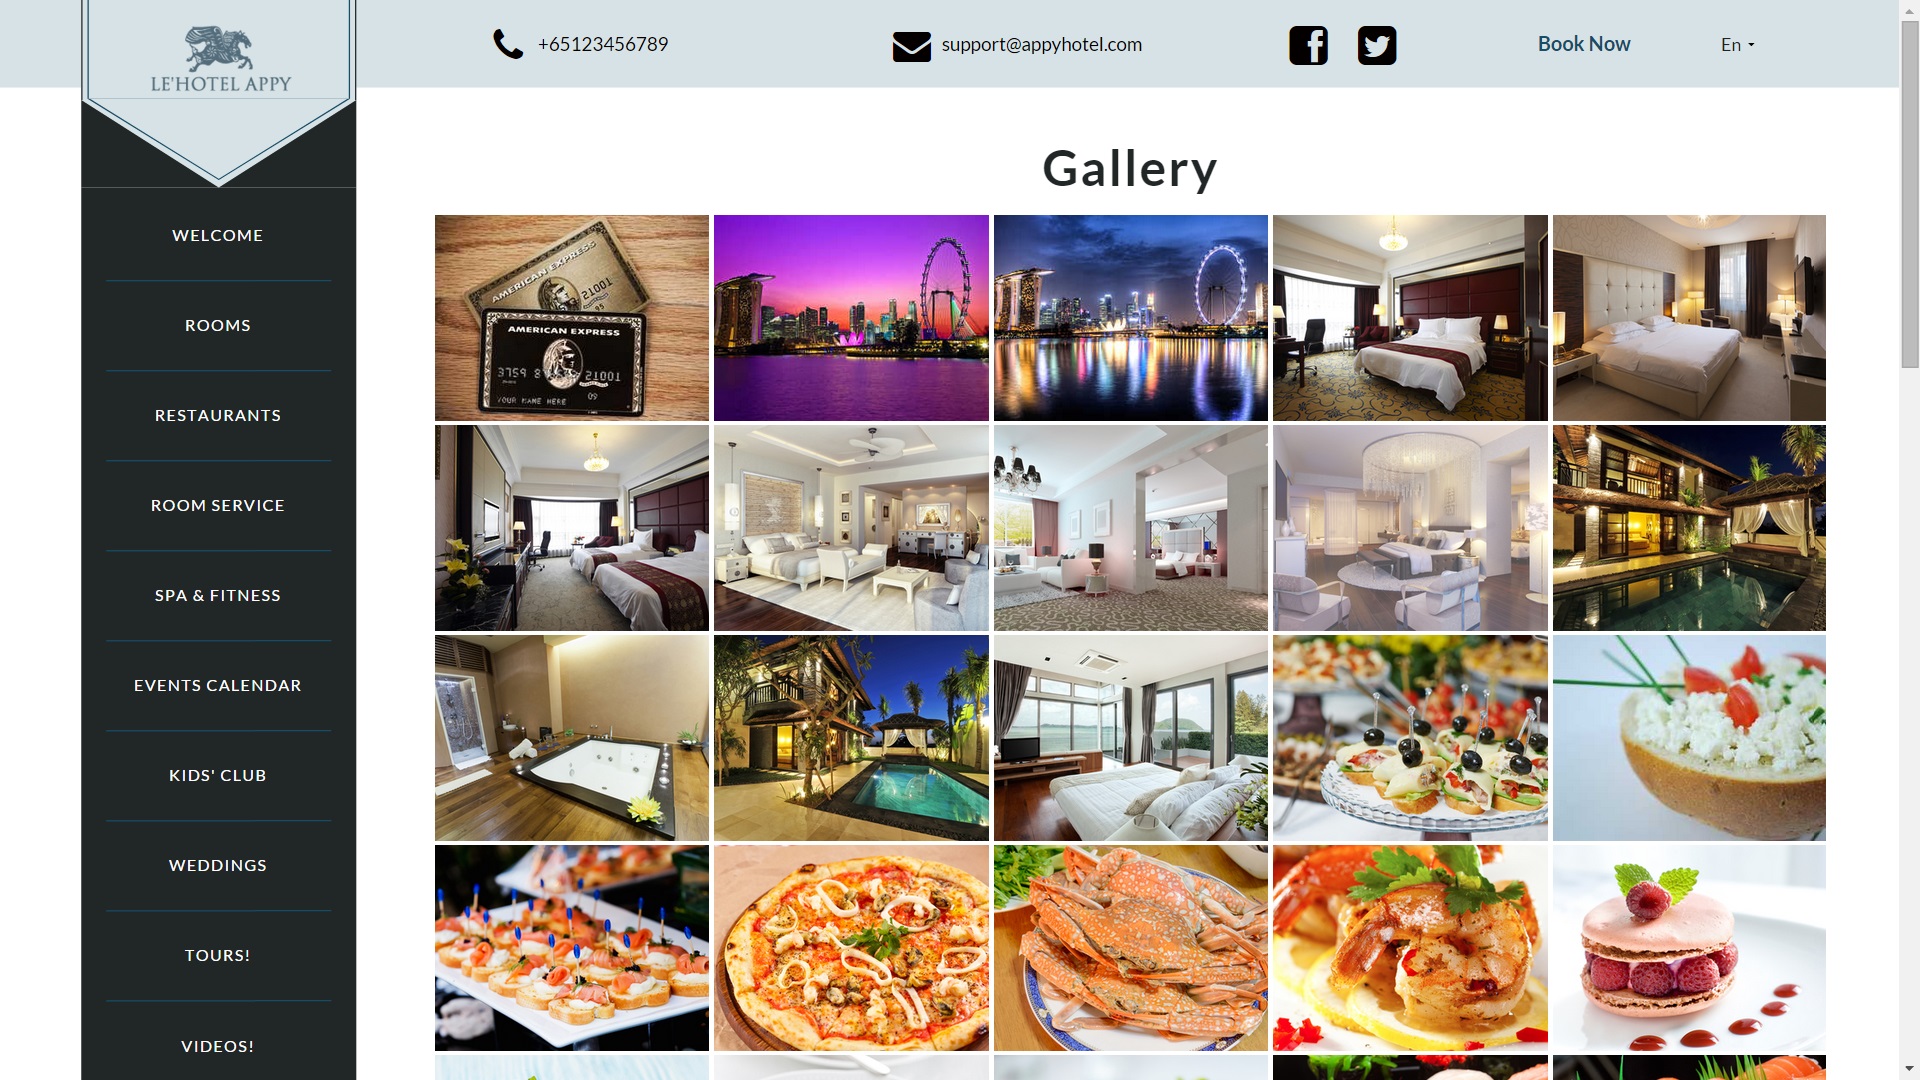 LE'HOTEL APPY
+65123456789
support@appyhotel.com
Book Now
En
WELCOME
ROOMS
RESTAURANTS
ROOM SERVICE
SPA & FITNESS
EVENTS CALENDAR
KIDS' CLUB
WEDDINGS
TOURS!
VIDEOS!
Gallery
AMERICAN EXPRESS
21001
AMERICAN EXPRESS
3759
21001
09
YOUR NAME HERE